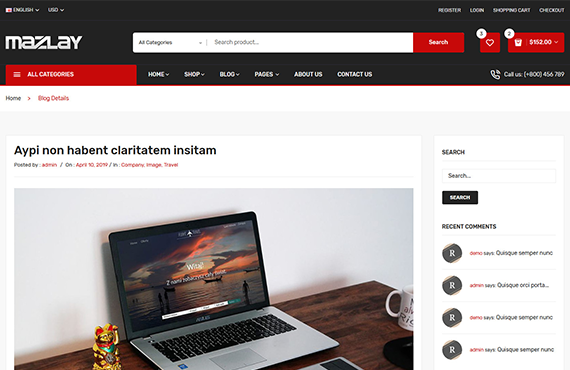 ENGLISH USD REGISTER LOGIN SHOPPING CART CHECKOUT
MAZLAY All Categories Search product... Search 3 2 $152.00
ALL CATEGORIES HOME SHOP BLOG PAGES ABOUT US CONTACT US Call us: (+800) 456 789
Home > Blog Details
Aypi non habent claritatem insitam
Posted by : admin / On : April 10, 2019 / In : Company, Image, Travel
Witaj!
Z nami zobaczysz cały świat.
SEARCH
Search...
SEARCH
RECENT COMMENTS
R demo says: Quisque semper nunc
R admin says: Quisque orci porta...
R demo says: Quisque semper nunc
R admin says: Quisque semper nunc